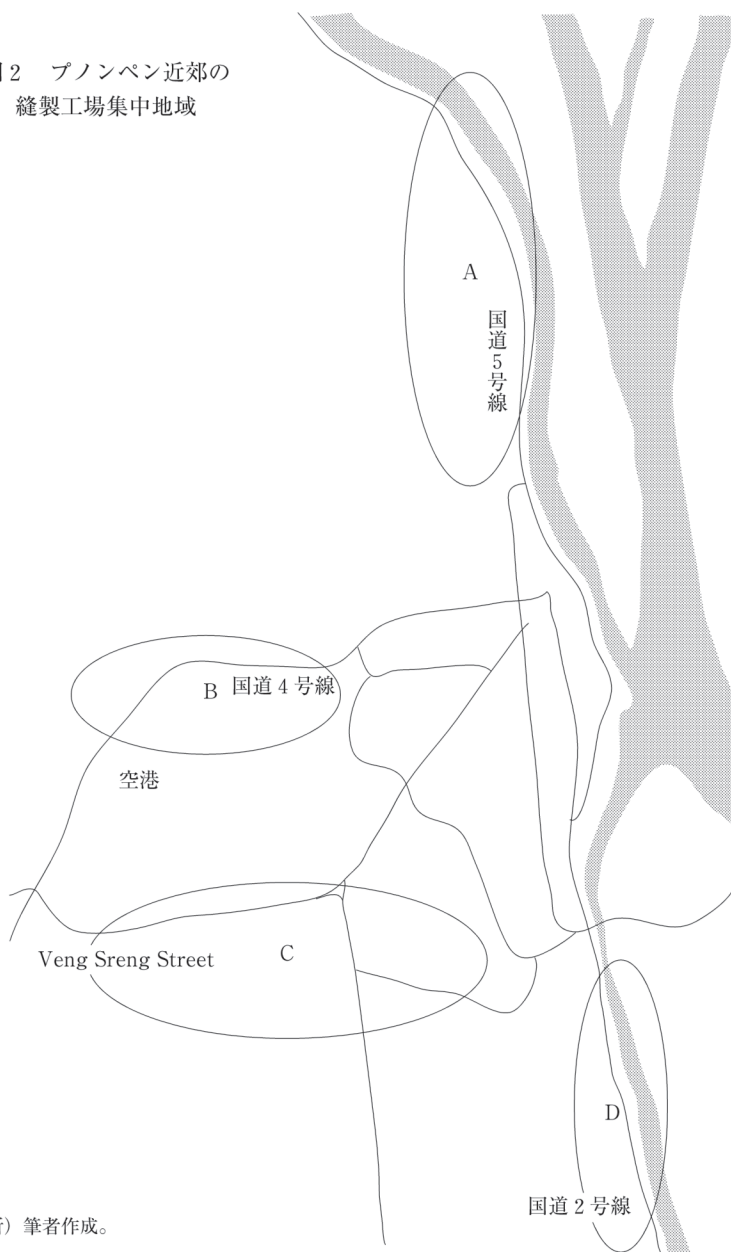 2　プノンペン近郊の
縫製工場集中地域
A
国道5号線
B
国道4号線
空港
Veng Sreng Street
C
D
国道2号線
）筆者作成。